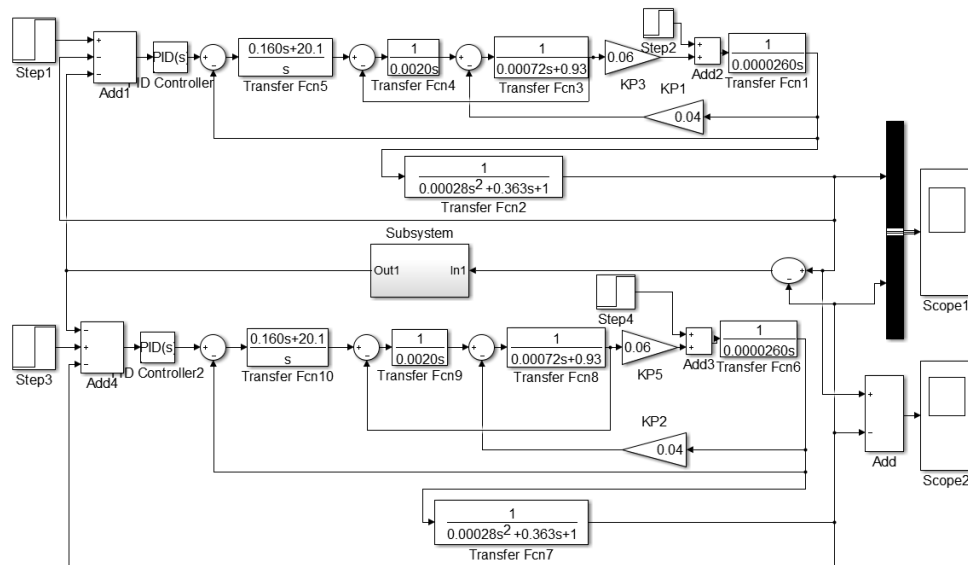 Step1
+
−
−
Add1
PID(s)
ID Controller
+
−
0.160s+20.1
s
Transfer Fcn5
+
−
1
0.0020s
Transfer Fcn4
+
−
1
0.00072s+0.93
Transfer Fcn3
0.06
KP3
Step2
+
+
Add2
1
0.0000260s
Transfer Fcn1
KP1
0.04
1
0.00028s2+0.363s+1
Transfer Fcn2
Subsystem
Out1
In1
+
−
Scope1
Step3
−
+
−
Add4
PID(s)
ID Controller2
+
−
0.160s+20.1
s
Transfer Fcn10
+
−
1
0.0020s
Transfer Fcn9
+
−
1
0.00072s+0.93
Transfer Fcn8
0.06
KP5
Step4
+
+
Add3
1
0.0000260s
Transfer Fcn6
KP2
0.04
1
0.00028s2+0.363s+1
Transfer Fcn7
+
−
Add
Scope2